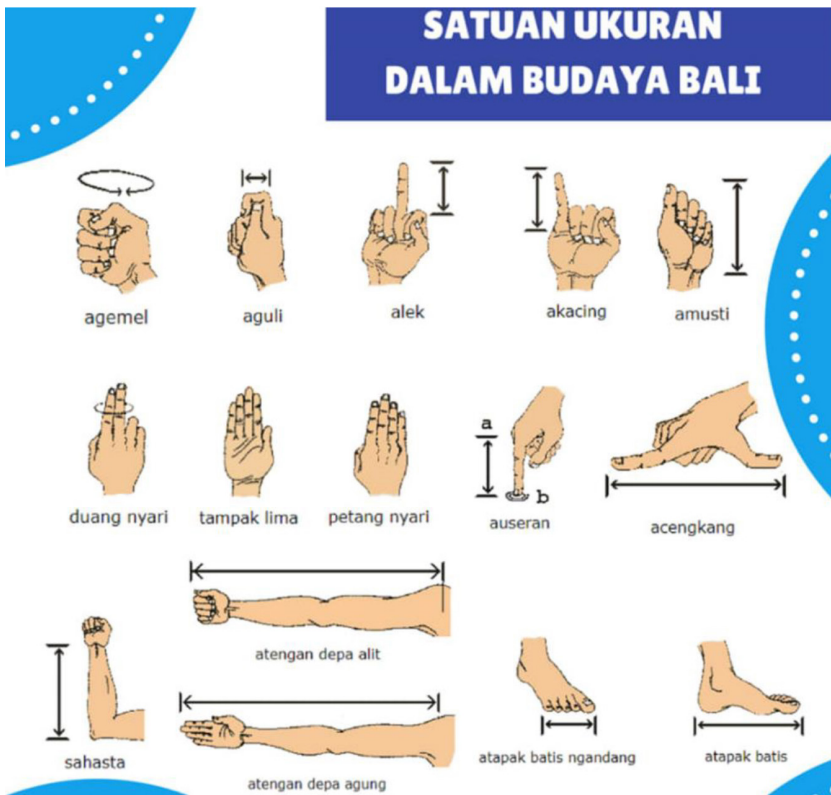 SATUAN UKURAN
DALAM BUDAYA BALI
agemel
aguli
alek
akacing
amusti
duang nyari
tampak lima
petang nyari
a
b
auseran
acengkang
sahasta
atengan depa alit
atengan depa agung
atapak batis ngandang
atapak batis